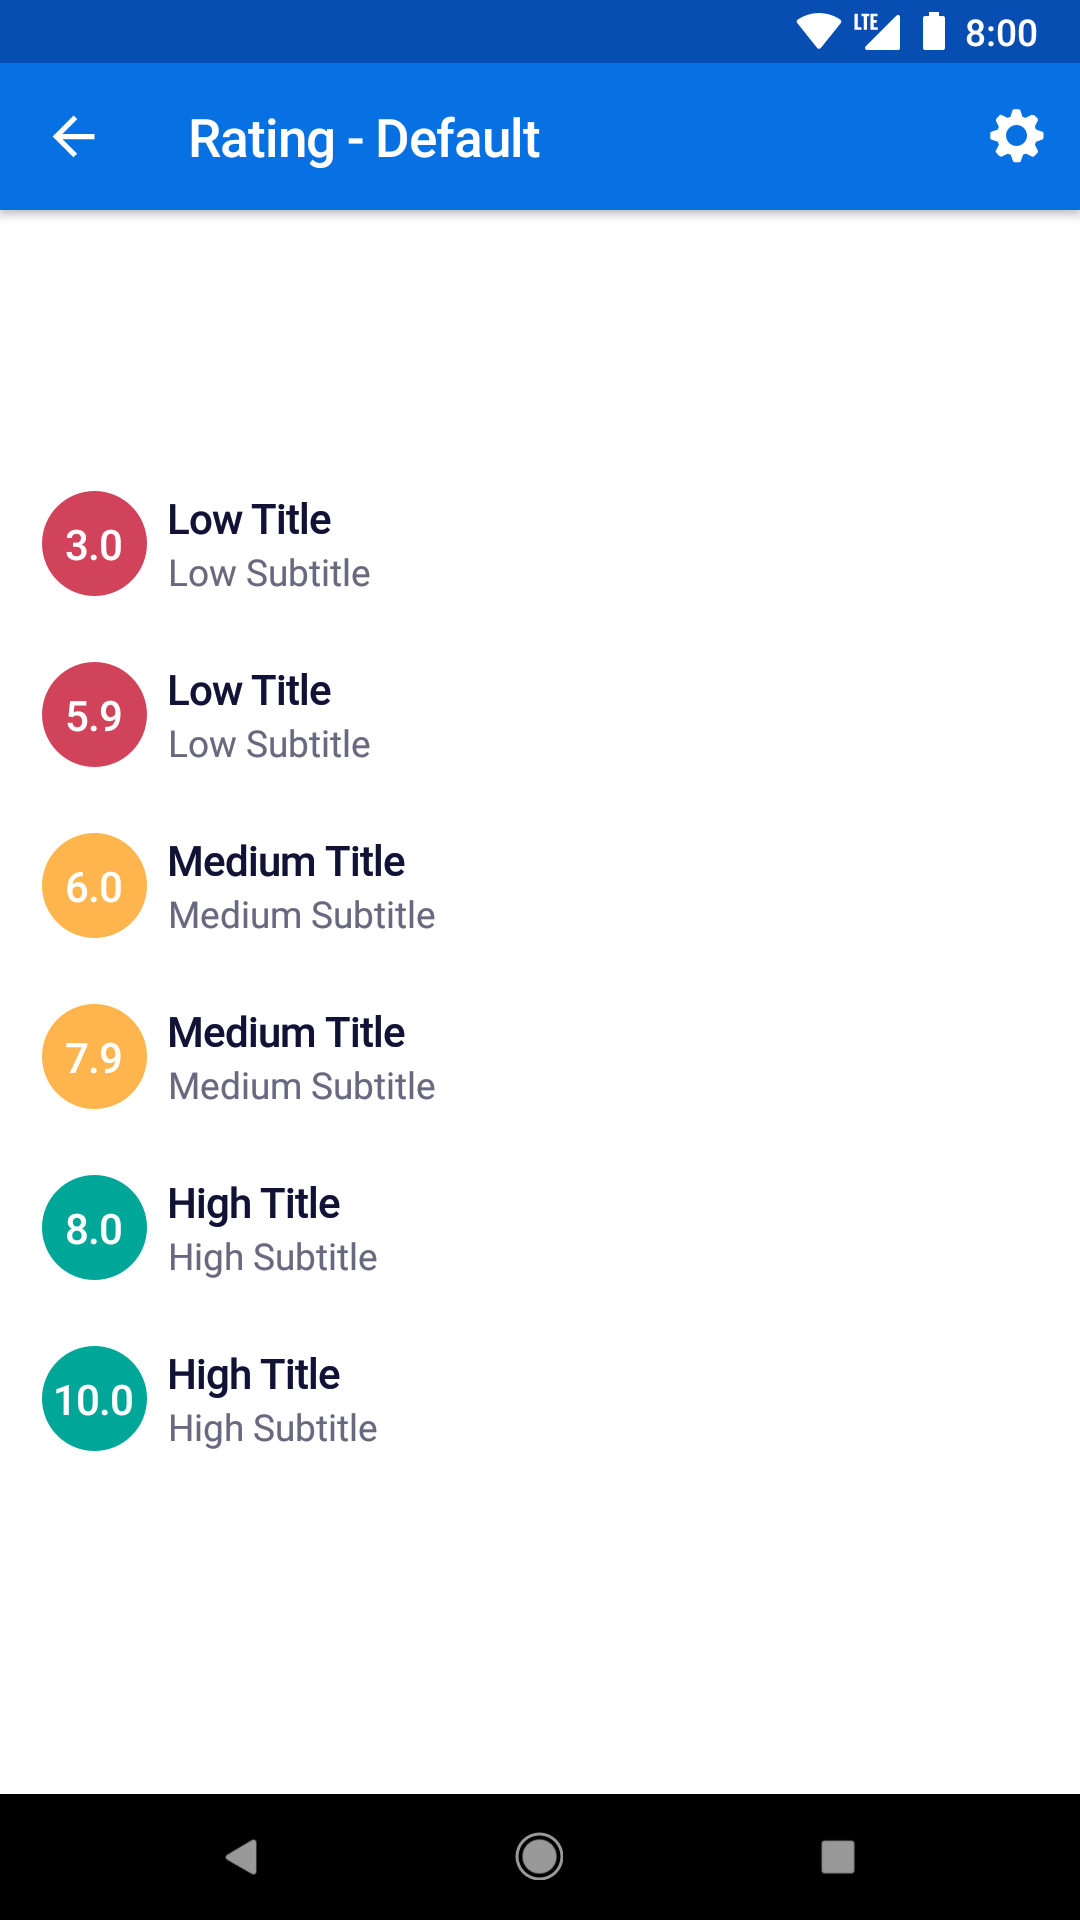 LTE 8:00
Rating - Default
3.0 Low Title
Low Subtitle
5.9 Low Title
Low Subtitle
6.0 Medium Title
Medium Subtitle
7.9 Medium Title
Medium Subtitle
8.0 High Title
High Subtitle
10.0 High Title
High Subtitle